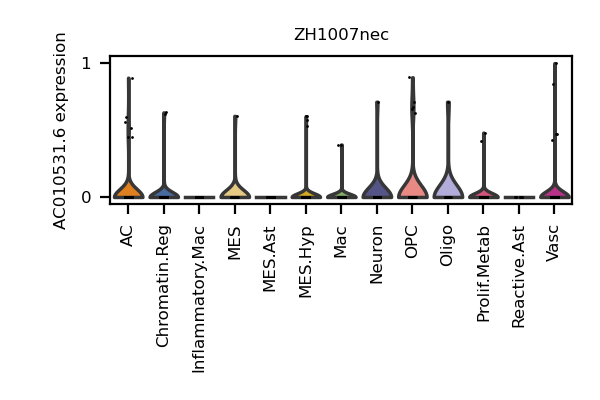 ZH1007nec
AC010531.6 expression
1
0
AC
Chromatin.Reg
Inflammatory.Mac
MES
MES.Ast
MES.Hyp
Mac
Neuron
OPC
Oligo
Prolif.Metab
Reactive.Ast
Vasc